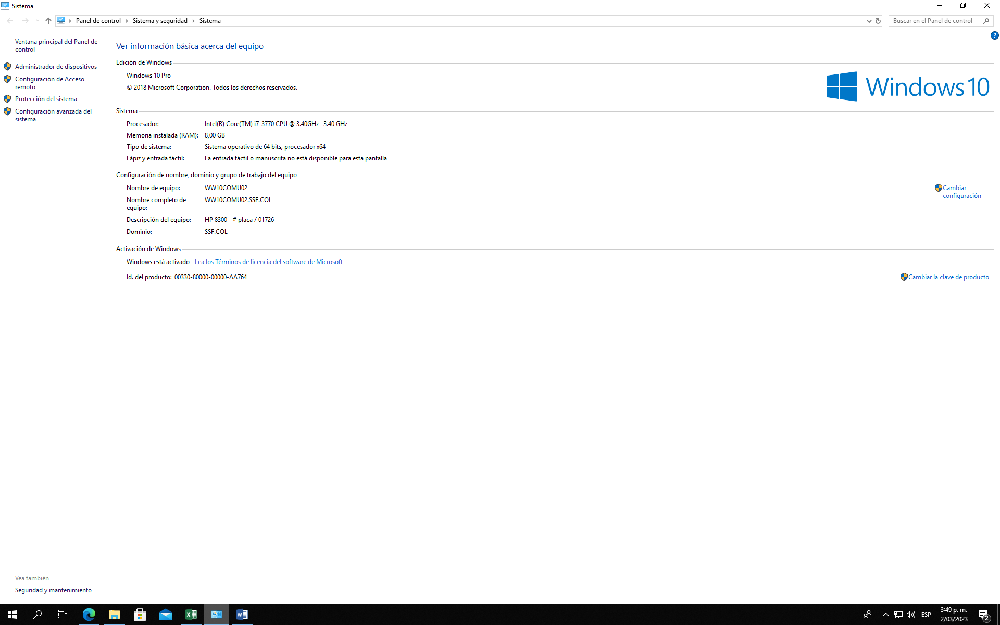 Sistema
Panel de control > Sistema y seguridad > Sistema
Buscar en el Panel de control
?
Ventana principal del Panel de
control
Administrador de dispositivos
Configuración de Acceso
remoto
Protección del sistema
Configuración avanzada del
sistema
Ver información básica acerca del equipo
Edición de Windows
Windows 10 Pro
© 2018 Microsoft Corporation. Todos los derechos reservados.
Windows 10
Sistema
Procesador: Intel(R) Core(TM) i7-3770 CPU @ 3.40GHz 3.40 GHz
Memoria instalada (RAM): 8,00 GB
Tipo de sistema: Sistema operativo de 64 bits, procesador x64
Lápiz y entrada táctil: La entrada táctil o manuscrita no está disponible para esta pantalla
Configuración de nombre, dominio y grupo de trabajo del equipo
Nombre de equipo: WW10COMU02
Cambiar
configuración
Nombre completo de
equipo:
WW10COMU02.SSF.COL
Descripción del equipo: HP 8300 - # placa / 01726
Dominio: SSF.COL
Activación de Windows
Windows está activado Lea los Términos de licencia del software de Microsoft
Id. del producto: 00330-80000-00000-AA764
Cambiar la clave de producto
Vea también
Seguridad y mantenimiento
ESP
3:49 p. m.
2/03/2023
2